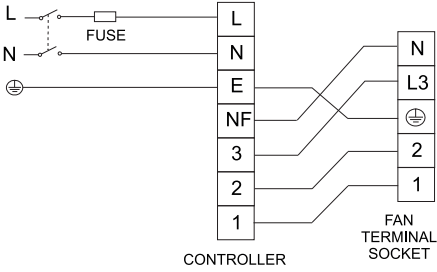 L
FUSE
N
L
N
E
NF
3
2
1
CONTROLLER
N
L3
2
1
FAN
TERMINAL
SOCKET